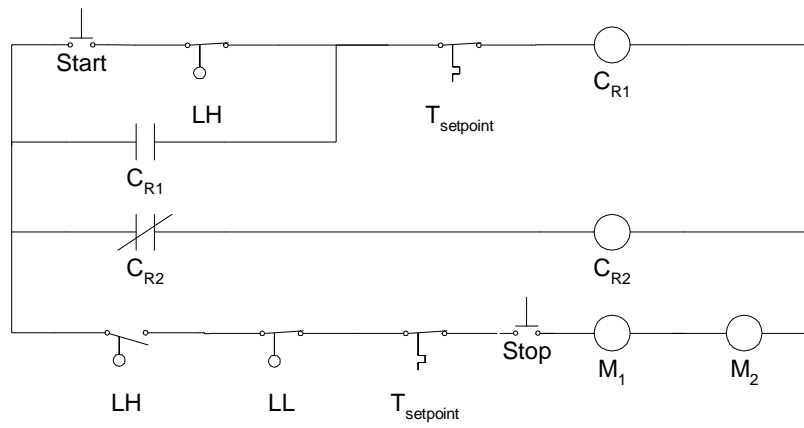 Start
LH
T_setpoint
C_R1
C_R1
C_R2
C_R2
LH
LL
T_setpoint
Stop
M_1
M_2